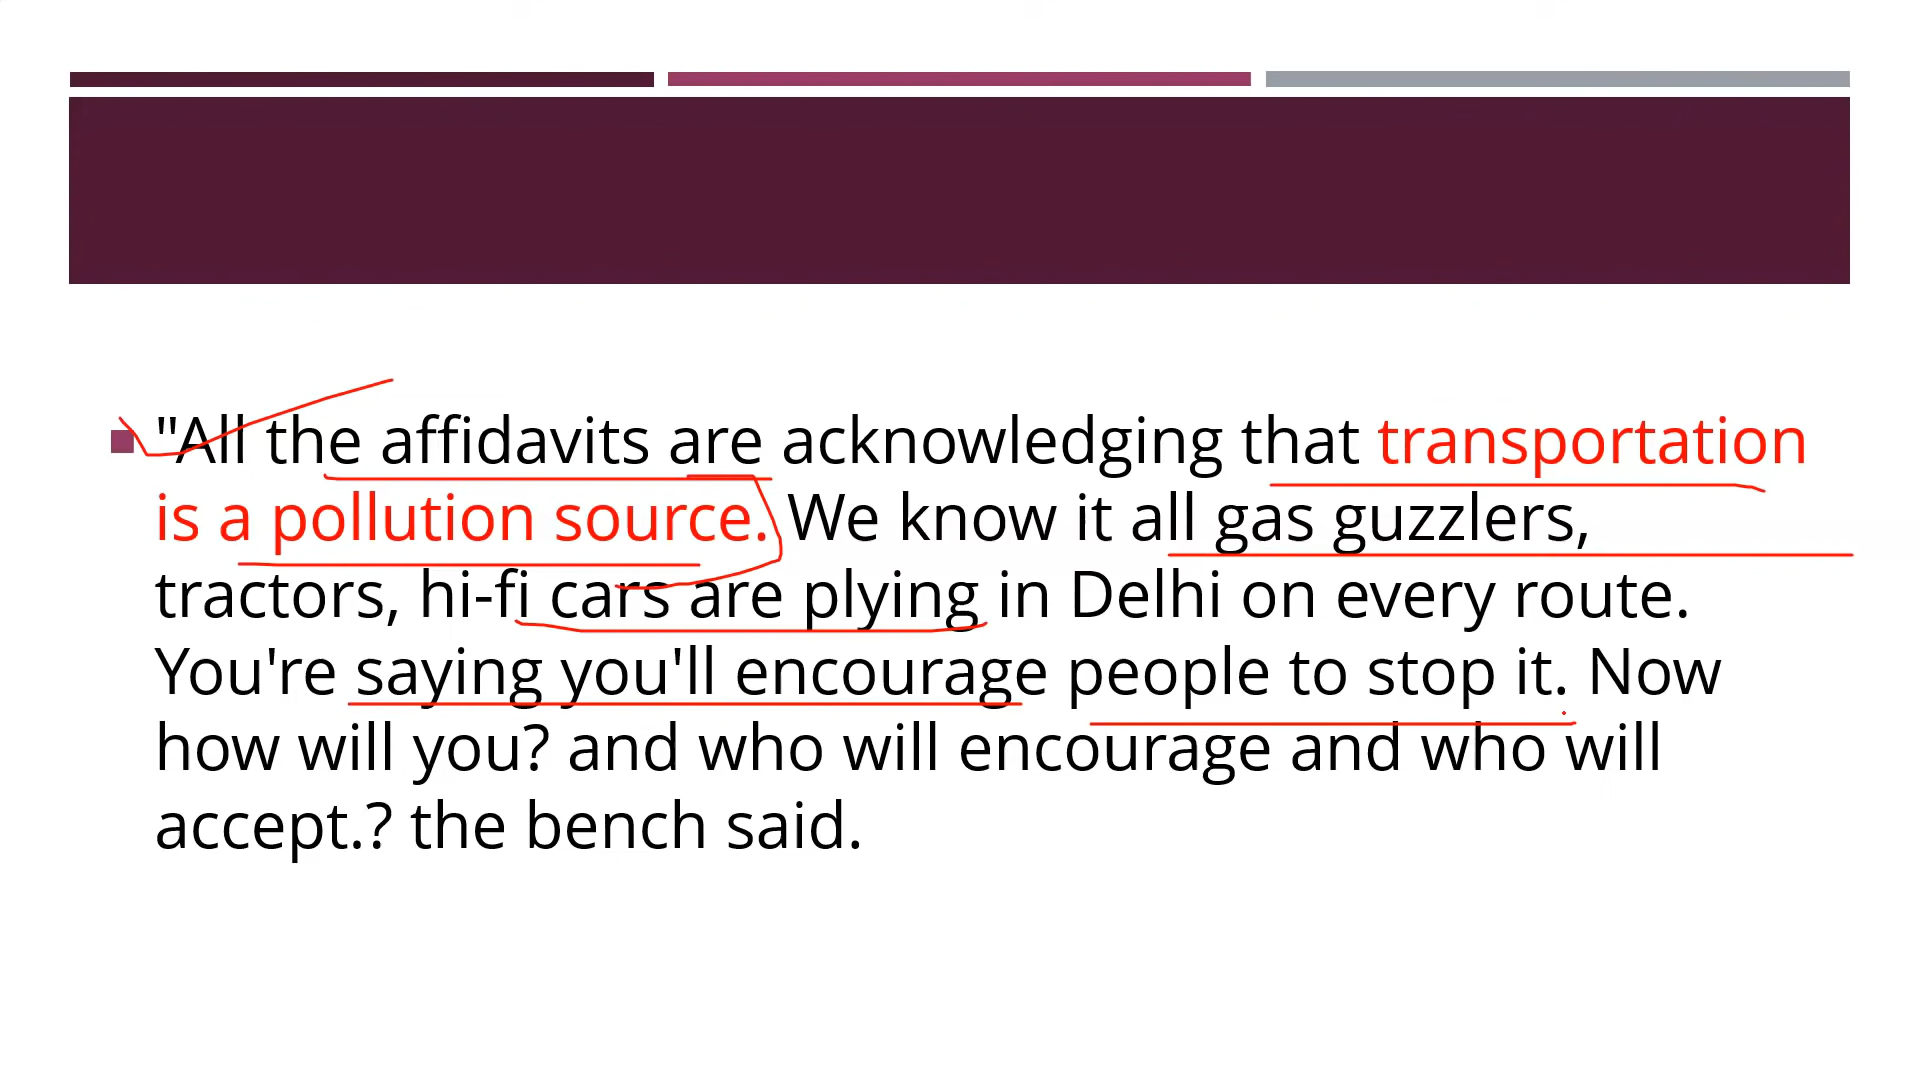 "All the affidavits are acknowledging that transportation
is a pollution source. We know it all gas guzzlers,
tractors, hi-fi cars are plying in Delhi on every route.
You're saying you'll encourage people to stop it. Now
how will you? and who will encourage and who will
accept.? the bench said.